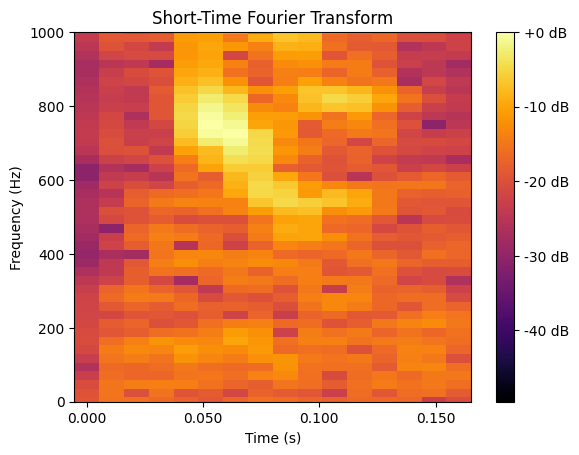 Short-Time Fourier Transform
Frequency (Hz)
1000
800
600
400
200
0
0.000
0.050
0.100
0.150
Time (s)
+0 dB
-10 dB
-20 dB
-30 dB
-40 dB